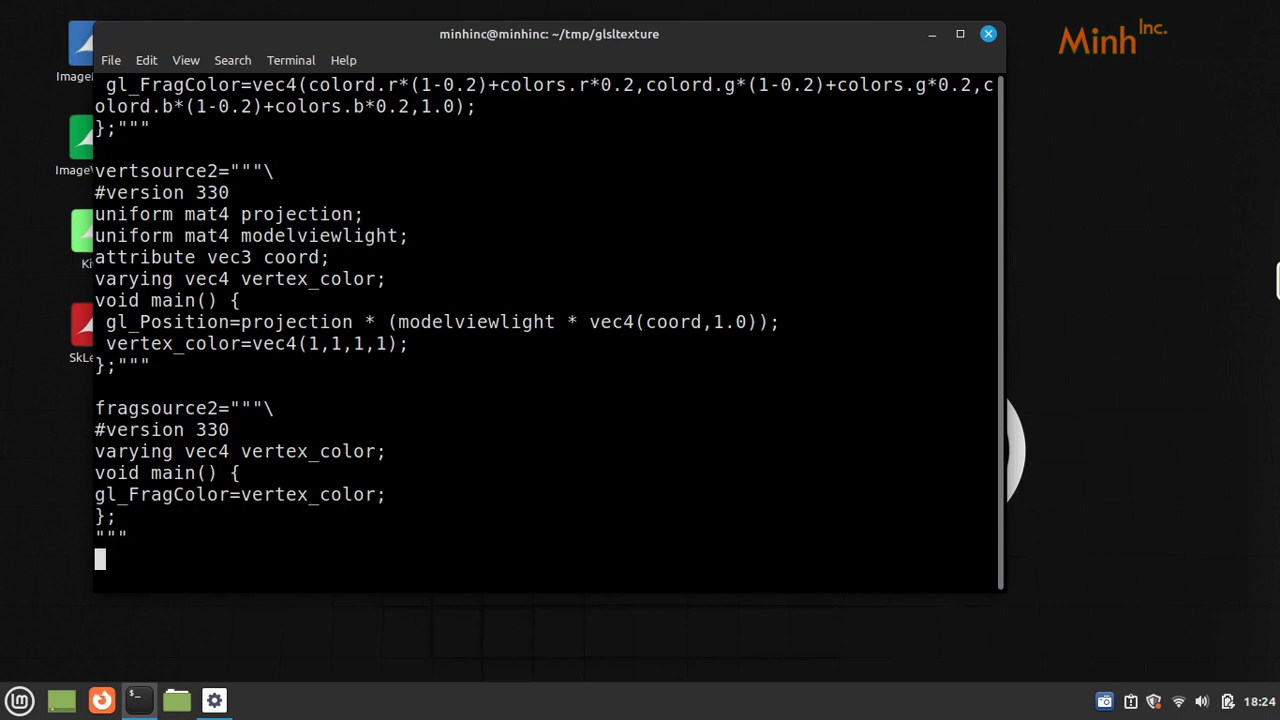 minhinc@minhinc: ~/tmp/glsltexture
Minh Inc.
File Edit View Search Terminal Help
gl_FragColor=vec4(colord.r*(1-0.2)+colors.r*0.2,colord.g*(1-0.2)+colors.g*0.2,c
olord.b*(1-0.2)+colors.b*0.2,1.0);
};"""
vertsource2="""\
#version 330
uniform mat4 projection;
uniform mat4 modelviewlight;
attribute vec3 coord;
varying vec4 vertex_color;
void main() {
gl_Position=projection * (modelviewlight * vec4(coord,1.0));
vertex_color=vec4(1,1,1,1);
};"""
fragsource2="""\
#version 330
varying vec4 vertex_color;
void main() {
gl_FragColor=vertex_color;
};
"""
$_
18:24